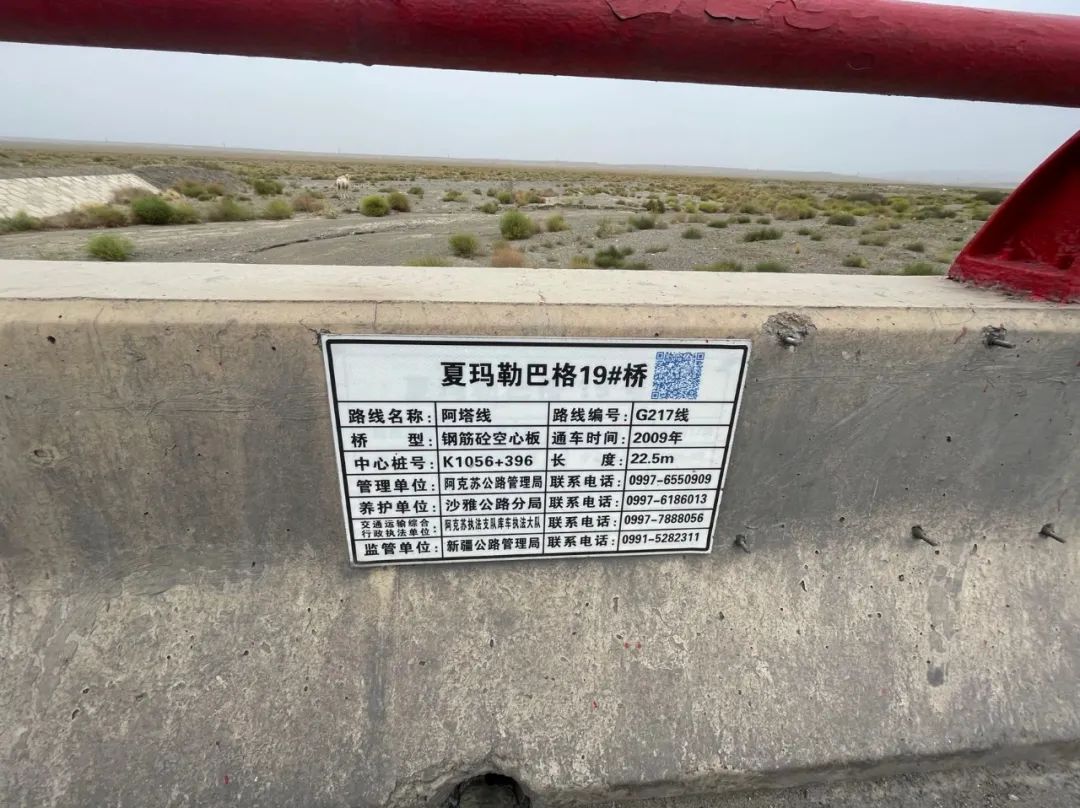 夏玛勒巴格19#桥
路线名称: 阿塔线 路线编号: G217线
桥 型: 钢筋砼空心板 通车时间: 2009年
中心桩号: K1056+396 长 度: 22.5m
管理单位: 阿克苏公路管理局 联系电话: 0997-6550909
养护单位: 沙雅公路分局 联系电话: 0997-6186013
交通运输综合
行政执法单位: 阿克苏执法支队库车执法大队 联系电话: 0997-7888056
监管单位: 新疆公路管理局 联系电话: 0991-5282311